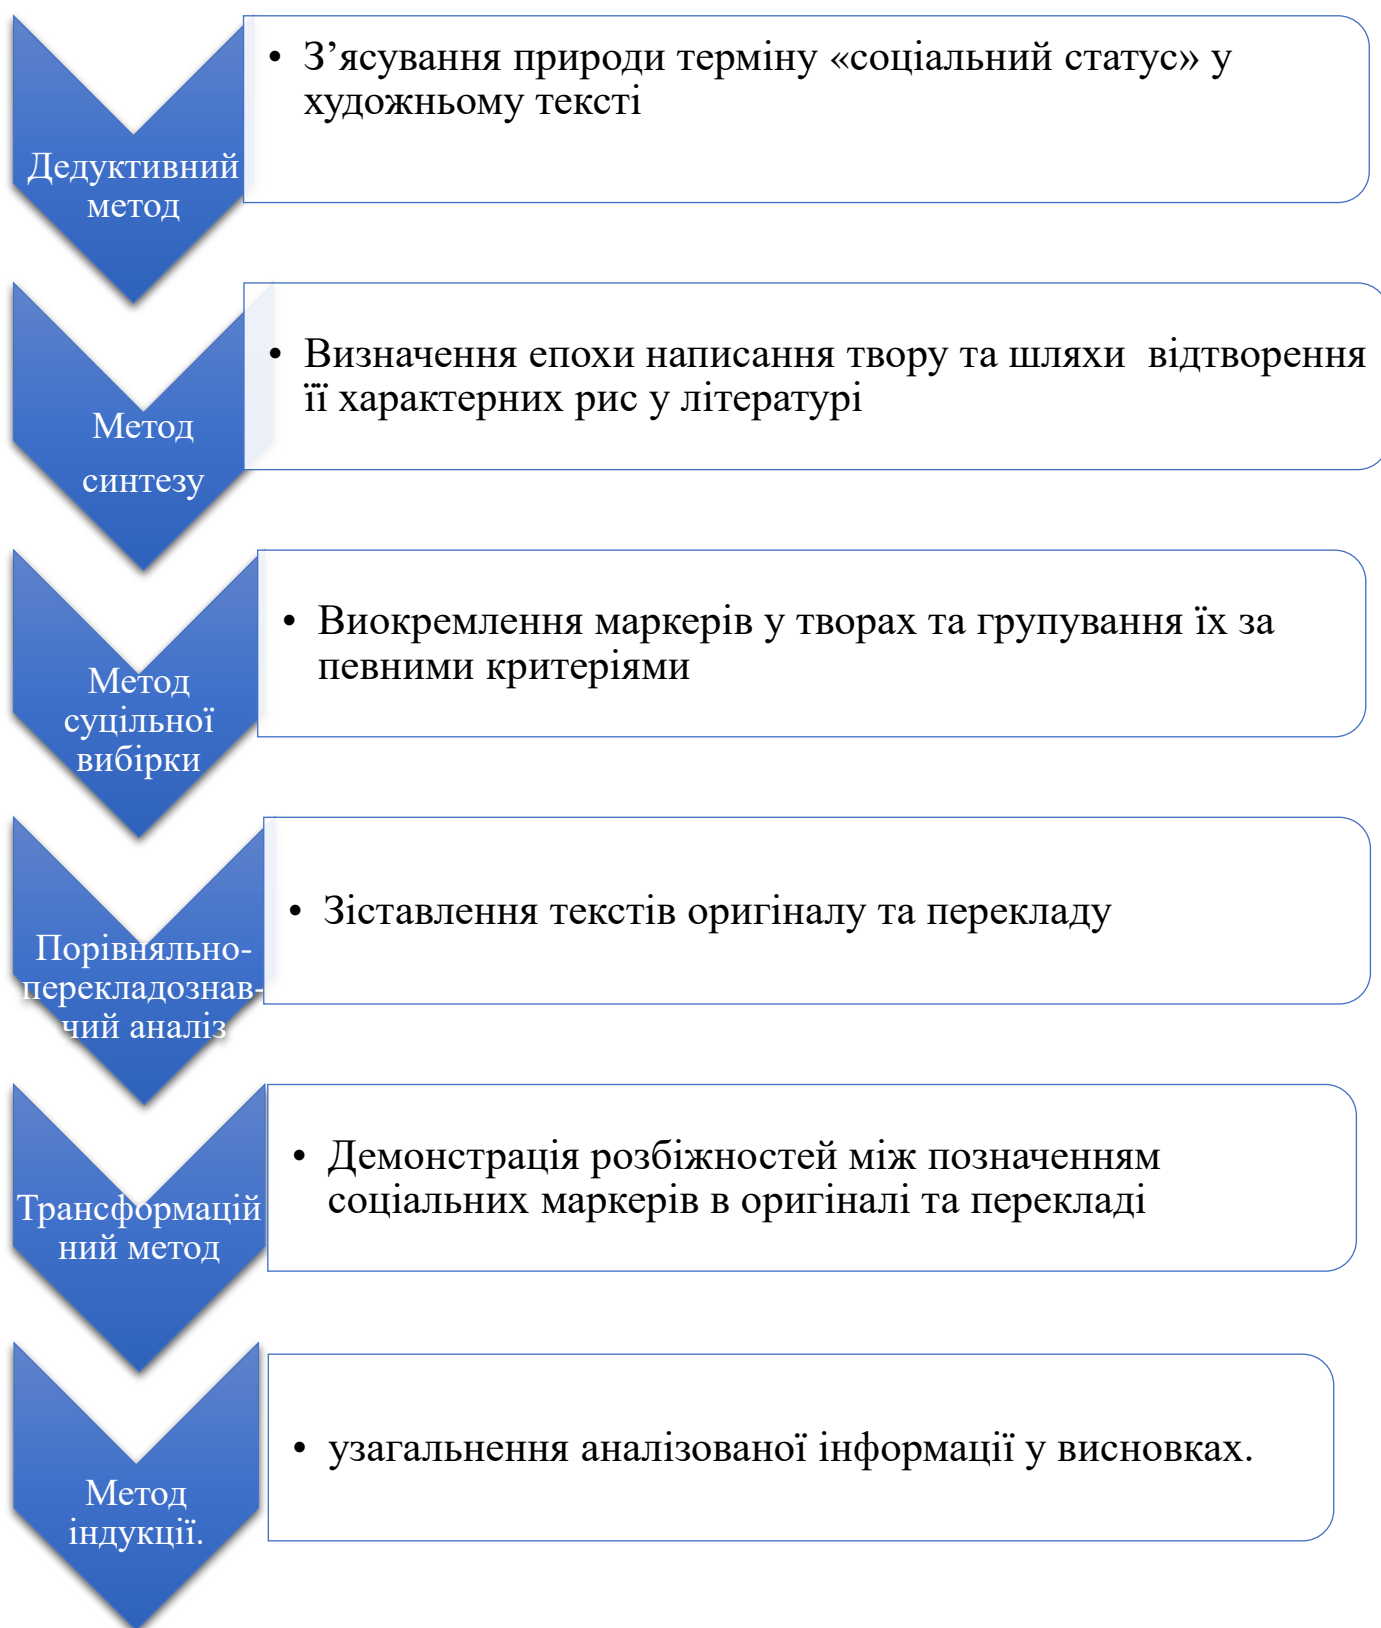 • З’ясування природи терміну «соціальний статус» у
художньому тексті
Дедуктивний
метод
• Визначення епохи написання твору та шляхи  відтворення
її характерних рис у літературі
Метод
синтезу
• Виокремлення маркерів у творах та групування їх за
певними критеріями
Метод
суцільної
вибірки
• Зіставлення текстів оригіналу та перекладу
Порівняльно-
перекладознав-
чий аналіз
• Демонстрація розбіжностей між позначенням
соціальних маркерів в оригіналі та перекладі
Трансформацій
ний метод
• узагальнення аналізованої інформації у висновках.
Метод
індукції.